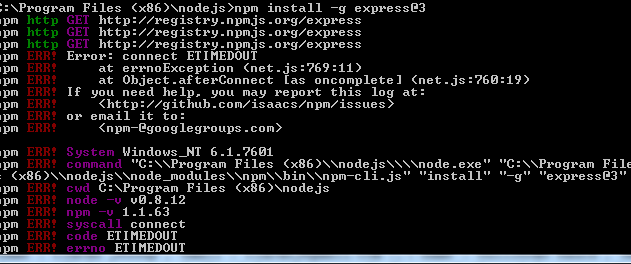 C:\Program Files (x86)\nodejs>npm install -g express@3
npm http GET http://registry.npmjs.org/express
npm http GET http://registry.npmjs.org/express
npm http GET http://registry.npmjs.org/express
npm ERR! Error: connect ETIMEDOUT
npm ERR!     at errnoException (net.js:769:11)
npm ERR!     at Object.afterConnect [as oncomplete] (net.js:760:19)
npm ERR! If you need help, you may report this log at:
npm ERR!     <http://github.com/isaacs/npm/issues>
npm ERR! or email it to:
npm ERR!     <npm-@googlegroups.com>
npm ERR! System Windows_NT 6.1.7601
npm ERR! command "C:\\Program Files (x86)\\nodejs\\\\node.exe" "C:\\Program File
s (x86)\\nodejs\\node_modules\\npm\\bin\\npm-cli.js" "install" "-g" "express@3"
npm ERR! cwd C:\Program Files (x86)\nodejs
npm ERR! node -v v0.8.12
npm ERR! npm -v 1.1.63
npm ERR! syscall connect
npm ERR! code ETIMEDOUT
npm ERR! errno ETIMEDOUT